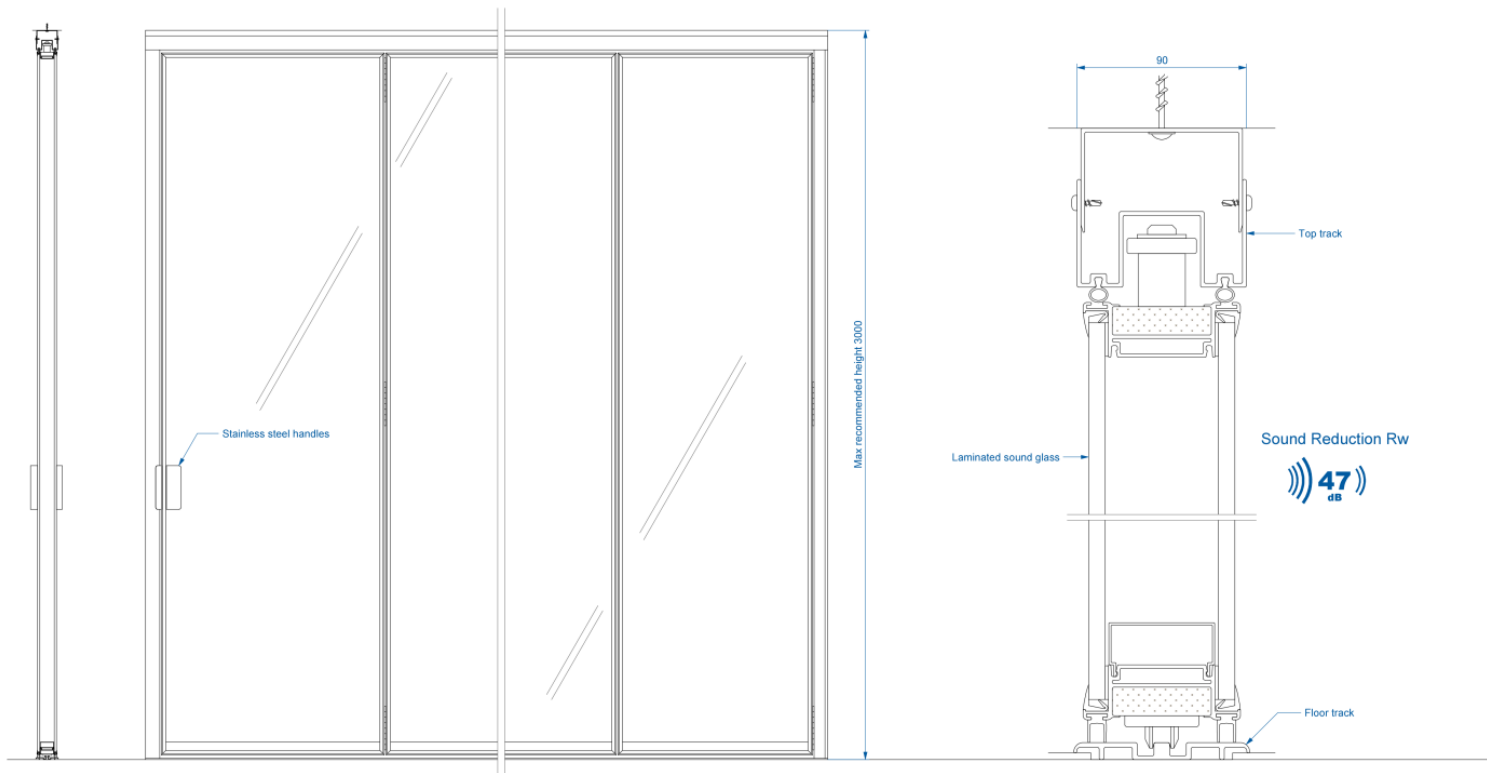 90
Top track
Stainless steel handles
Max recommended height 3000
Sound Reduction Rw
Laminated sound glass
47
dB
Floor track